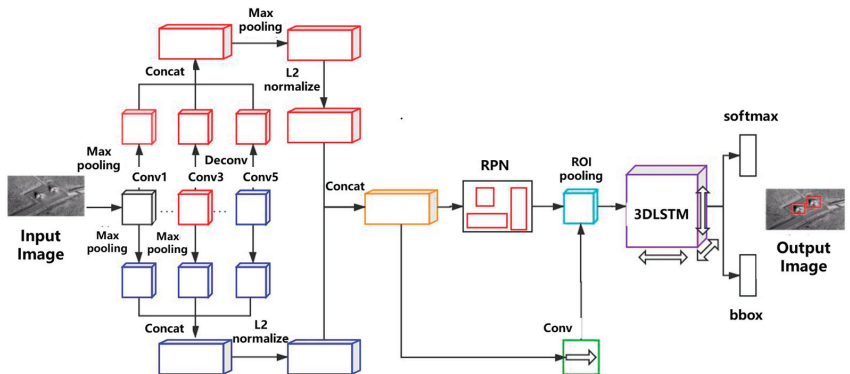 Max
pooling
Concat
L2
normalize
Max
pooling
Deconv
Conv1
Conv3
Conv5
Input
Image
Max
pooling
Max
pooling
Concat
L2
normalize
Concat
RPN
ROI
pooling
Conv
3DLSTM
softmax
Output
Image
bbox